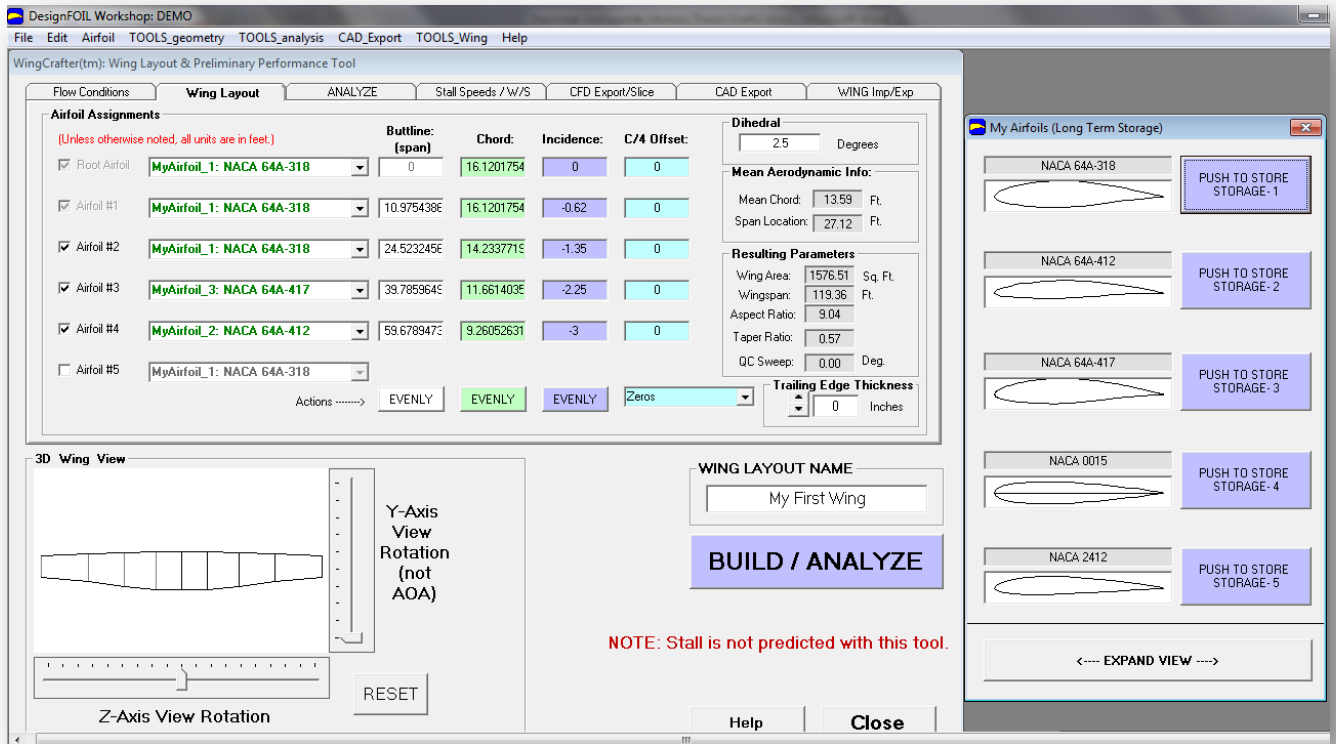 DesignFOIL Workshop: DEMO
File Edit Airfoil TOOLS_geometry TOOLS_analysis CAD_Export TOOLS_Wing Help
WingCrafter(tm): Wing Layout & Preliminary Performance Tool
Flow Conditions Wing Layout ANALYZE Stall Speeds / W/S CFD Export/Slice CAD Export WING Imp/Exp
Airfoil Assignments
(Unless otherwise noted, all units are in feet.)
Buttline: (span) Chord: Incidence: C/4 Offset:
Root Airfoil MyAirfoil_1: NACA 64A-318 0 16.1201754 0 0
Airfoil #1 MyAirfoil_1: NACA 64A-318 10.9754386 16.1201754 -0.62 0
Airfoil #2 MyAirfoil_1: NACA 64A-318 24.5232456 14.2337719 -1.35 0
Airfoil #3 MyAirfoil_3: NACA 64A-417 39.7859649 11.6614035 -2.25 0
Airfoil #4 MyAirfoil_2: NACA 64A-412 59.6789473 9.26052631 -3 0
Airfoil #5 MyAirfoil_1: NACA 64A-318
Actions --------> EVENLY EVENLY EVENLY Zeros
Dihedral
2.5 Degrees
Mean Aerodynamic Info:
Mean Chord: 13.59 Ft.
Span Location: 27.12 Ft.
Resulting Parameters
Wing Area: 1576.51 Sq. Ft.
Wingspan: 119.36 Ft.
Aspect Ratio: 9.04
Taper Ratio: 0.57
QC Sweep: 0.00 Deg.
Trailing Edge Thickness
0 Inches
3D Wing View
Y-Axis
View
Rotation
(not
AOA)
Z-Axis View Rotation
RESET
WING LAYOUT NAME
My First Wing
BUILD / ANALYZE
NOTE: Stall is not predicted with this tool.
Help Close
My Airfoils (Long Term Storage)
NACA 64A-318
PUSH TO STORE
STORAGE- 1
NACA 64A-412
PUSH TO STORE
STORAGE- 2
NACA 64A-417
PUSH TO STORE
STORAGE- 3
NACA 0015
PUSH TO STORE
STORAGE- 4
NACA 2412
PUSH TO STORE
STORAGE- 5
<---- EXPAND VIEW ---->